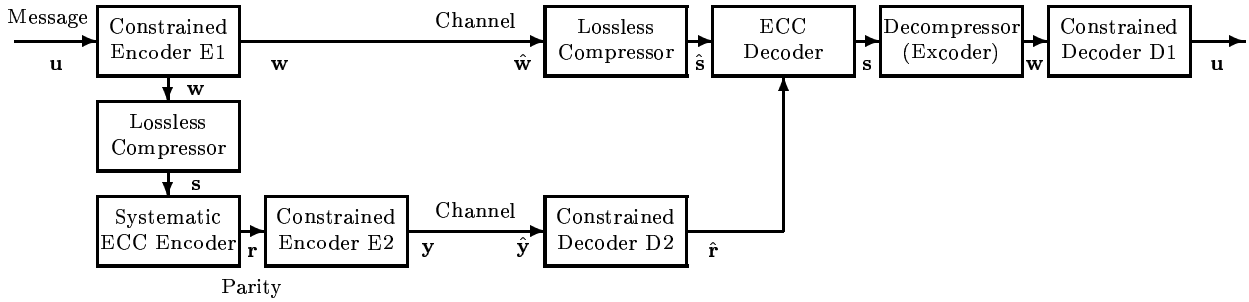 Message
Constrained
Encoder E1
Channel
Lossless
Compressor
ECC
Decoder
Decompressor
(Excoder)
Constrained
Decoder D1
u
w
ŵ
ŝ
s
w
u
w
Lossless
Compressor
s
Systematic
ECC Encoder
r
Constrained
Encoder E2
Channel
y
ŷ
Constrained
Decoder D2
r̂
Parity